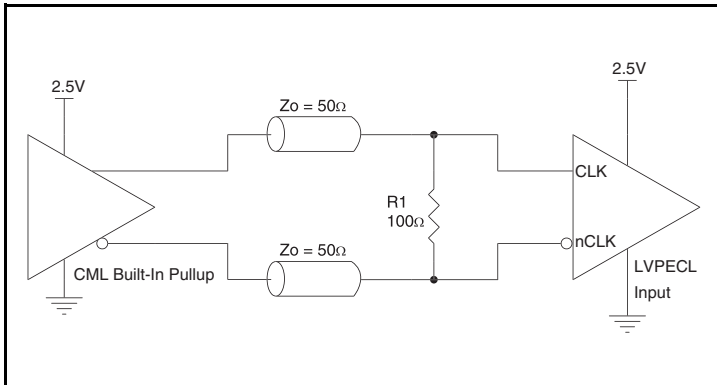 2.5V
2.5V
Zo = 50Ω
CLK
R1
100Ω
nCLK
Zo = 50Ω
CML Built-In Pullup
LVPECL
Input